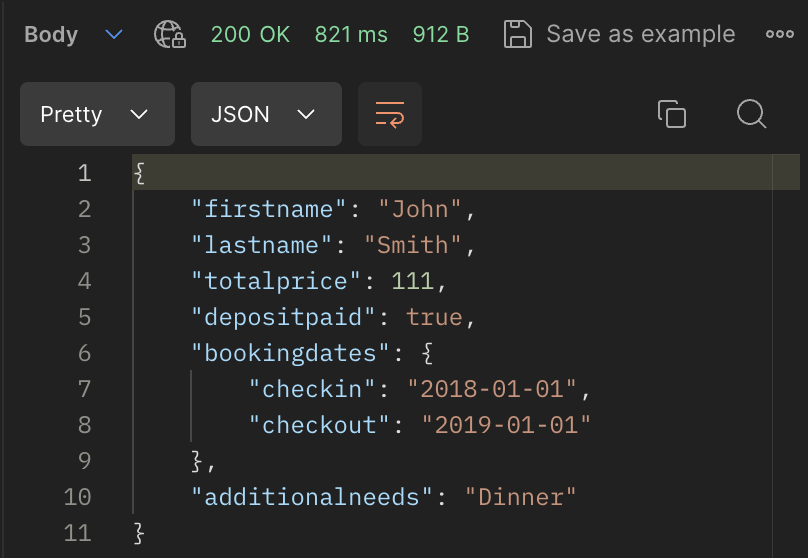 Body 200 OK 821 ms 912 B Save as example
Pretty JSON
1 {
2     "firstname": "John",
3     "lastname": "Smith",
4     "totalprice": 111,
5     "depositpaid": true,
6     "bookingdates": {
7         "checkin": "2018-01-01",
8         "checkout": "2019-01-01"
9     },
10     "additionalneeds": "Dinner"
11 }